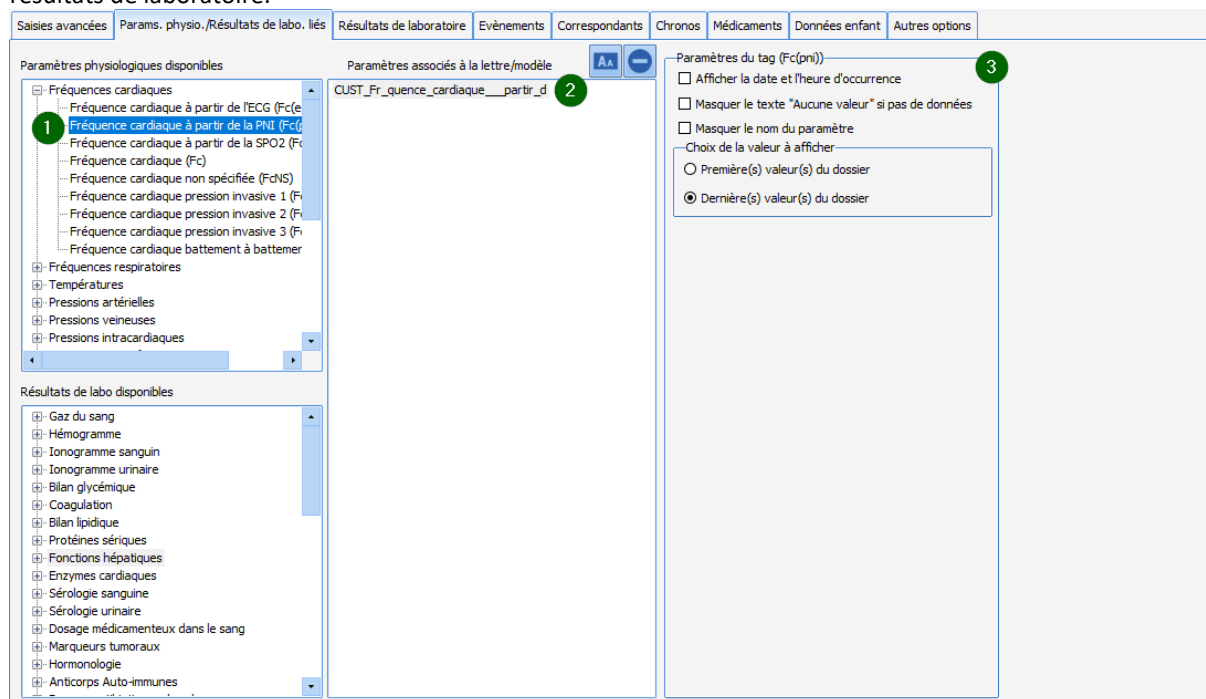 résultats de laboratoire.
Saisies avancées Params. physio./Résultats de labo. liés Résultats de laboratoire Evènements Correspondants Chronos Médicaments Données enfant Autres options
Paramètres physiologiques disponibles
Fréquences cardiaques
Fréquence cardiaque à partir de l'ECG (Fc(e
1
Fréquence cardiaque à partir de la PNI (Fc(p
Fréquence cardiaque à partir de la SPO2 (Fc
Fréquence cardiaque (Fc)
Fréquence cardiaque non spécifiée (FcNS)
Fréquence cardiaque pression invasive 1 (F
Fréquence cardiaque pression invasive 2 (F
Fréquence cardiaque pression invasive 3 (F
Fréquence cardiaque battement à battemer
Fréquences respiratoires
Températures
Pressions artérielles
Pressions veineuses
Pressions intracardiaques
Résultats de labo disponibles
Gaz du sang
Hémogramme
Ionogramme sanguin
Ionogramme urinaire
Bilan glycémique
Coagulation
Bilan lipidique
Protéines sériques
Fonctions hépatiques
Enzymes cardiaques
Sérologie sanguine
Sérologie urinaire
Dosage médicamenteux dans le sang
Marqueurs tumoraux
Hormonologie
Anticorps Auto-immunes
Paramètres associés à la lettre/modèle
AA
CUST_Fr_quence_cardiaque___partir_d
2
Paramètres du tag (Fc(pni))
3
Afficher la date et l'heure d'occurrence
Masquer le texte "Aucune valeur" si pas de données
Masquer le nom du paramètre
Choix de la valeur à afficher
Première(s) valeur(s) du dossier
Dernière(s) valeur(s) du dossier